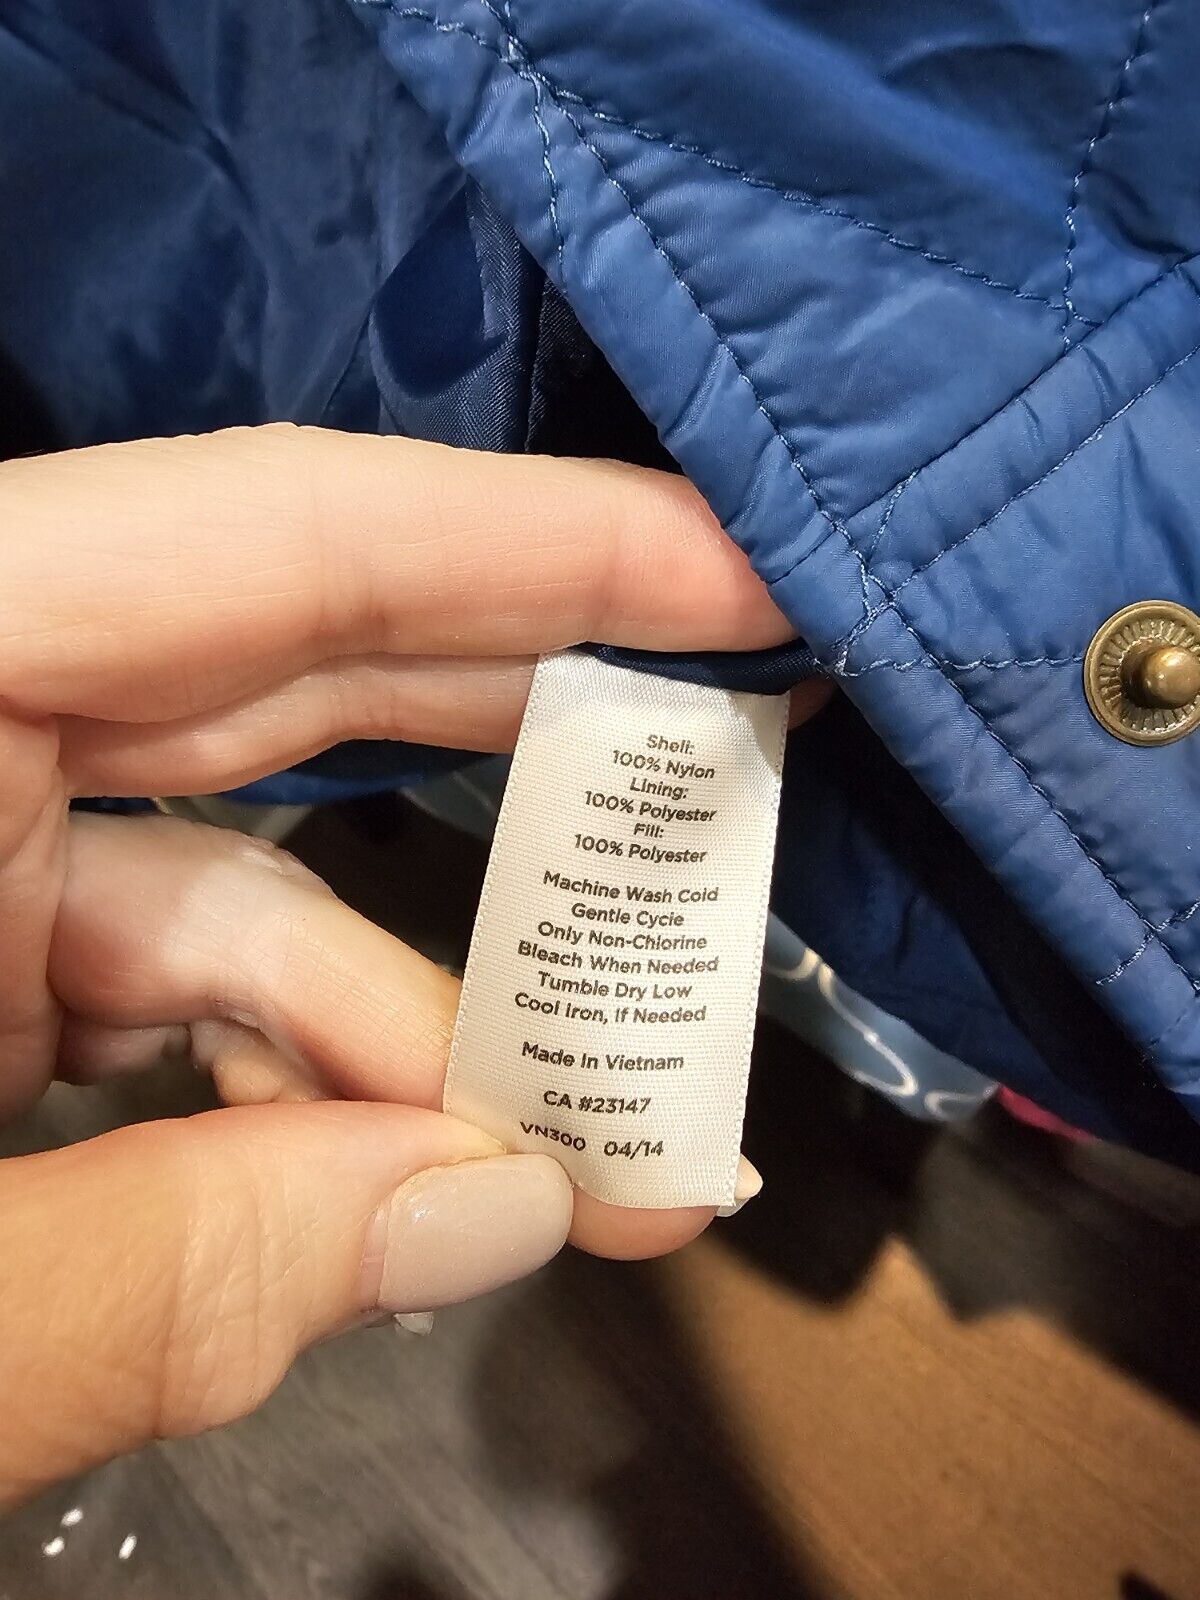 Shell:
100% Nylon
Lining:
100% Polyester
Fill:
100% Polyester
Machine Wash Cold
Gentle Cycle
Only Non-Chlorine
Bleach When Needed
Tumble Dry Low
Cool Iron, If Needed
Made In Vietnam
CA #23147
VN300 04/14